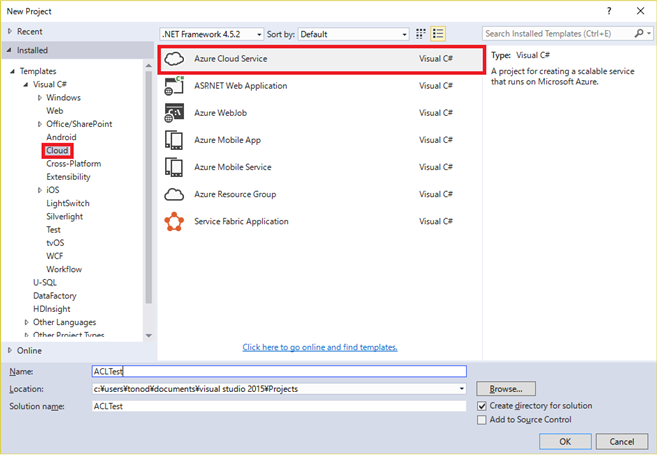 New Project
? 
Recent
.NET Framework 4.5.2 Sort by: Default
Search Installed Templates (Ctrl+E)
Installed
Templates
Visual C#
Windows
Web
Office/SharePoint
Android
Cloud
Cross-Platform
Extensibility
iOS
LightSwitch
Silverlight
Test
tvOS
WCF
Workflow
U-SQL
DataFactory
HDInsight
Other Languages
Other Project Types
Online
Azure Cloud Service Visual C#
ASP.NET Web Application Visual C#
Azure WebJob Visual C#
Azure Mobile App Visual C#
Azure Mobile Service Visual C#
Azure Resource Group Visual C#
Service Fabric Application Visual C#
Click here to go online and find templates.
Type: Visual C#
A project for creating a scalable service
that runs on Microsoft Azure.
Name: ACLTest
Location: c:¥users¥tonod¥documents¥visual studio 2015¥Projects
Browse...
Solution name: ACLTest
Create directory for solution
Add to Source Control
OK Cancel